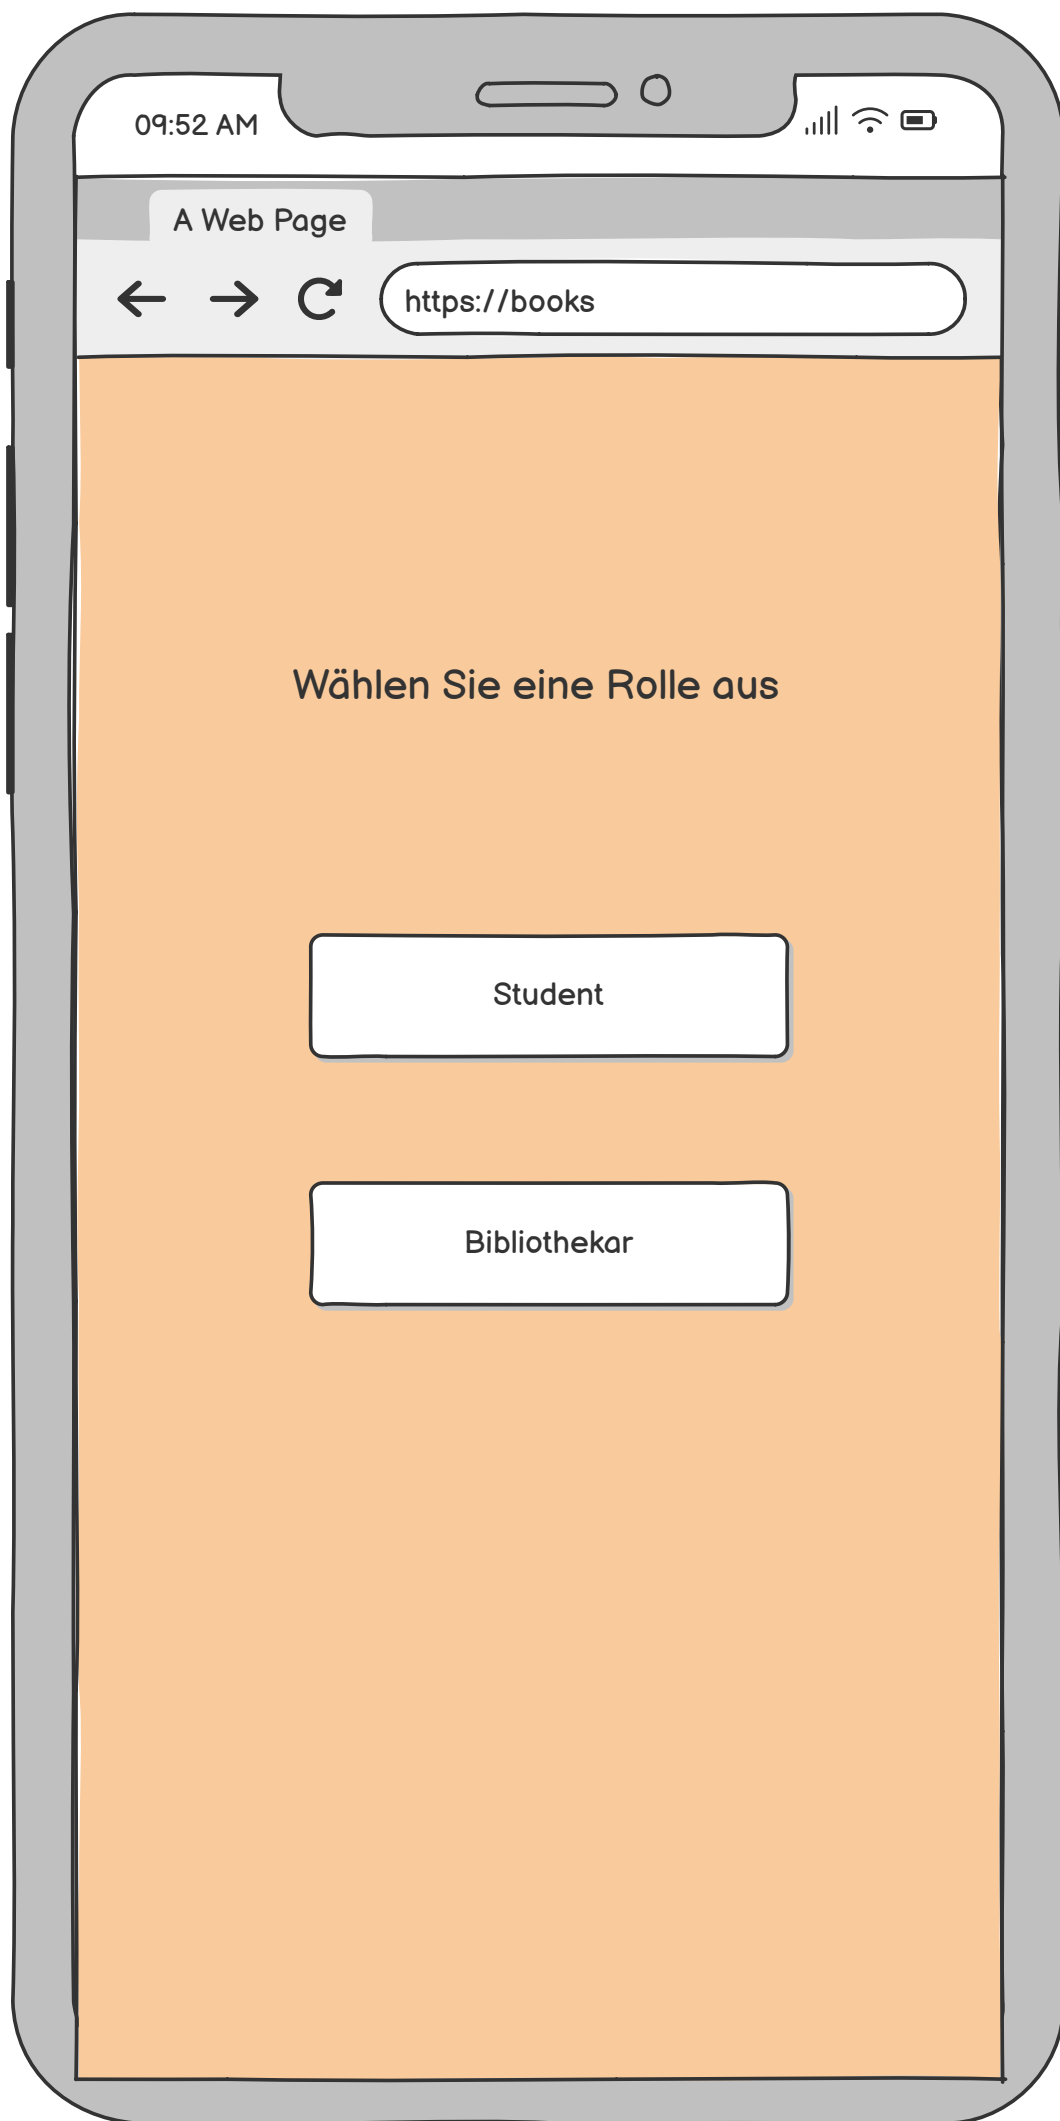 09:52 AM
A Web Page
https://books
Wählen Sie eine Rolle aus
Student
Bibliothekar